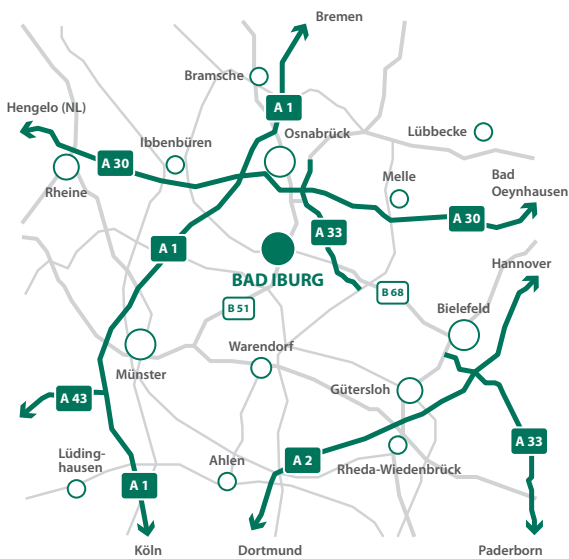 Bremen
Bramsche
A 1
Hengelo (NL)
Osnabrück
Lübbecke
Ibbenbüren
A 30
Rheine
Melle
Bad
Oeynhausen
A 30
A 33
A 1
Hannover
BAD IBURG
B 68
B 51
Bielefeld
Warendorf
Münster
Gütersloh
A 43
A 33
Lüding-
hausen
Ahlen
A 2
Rheda-Wiedenbrück
A 1
Köln
Dortmund
Paderborn